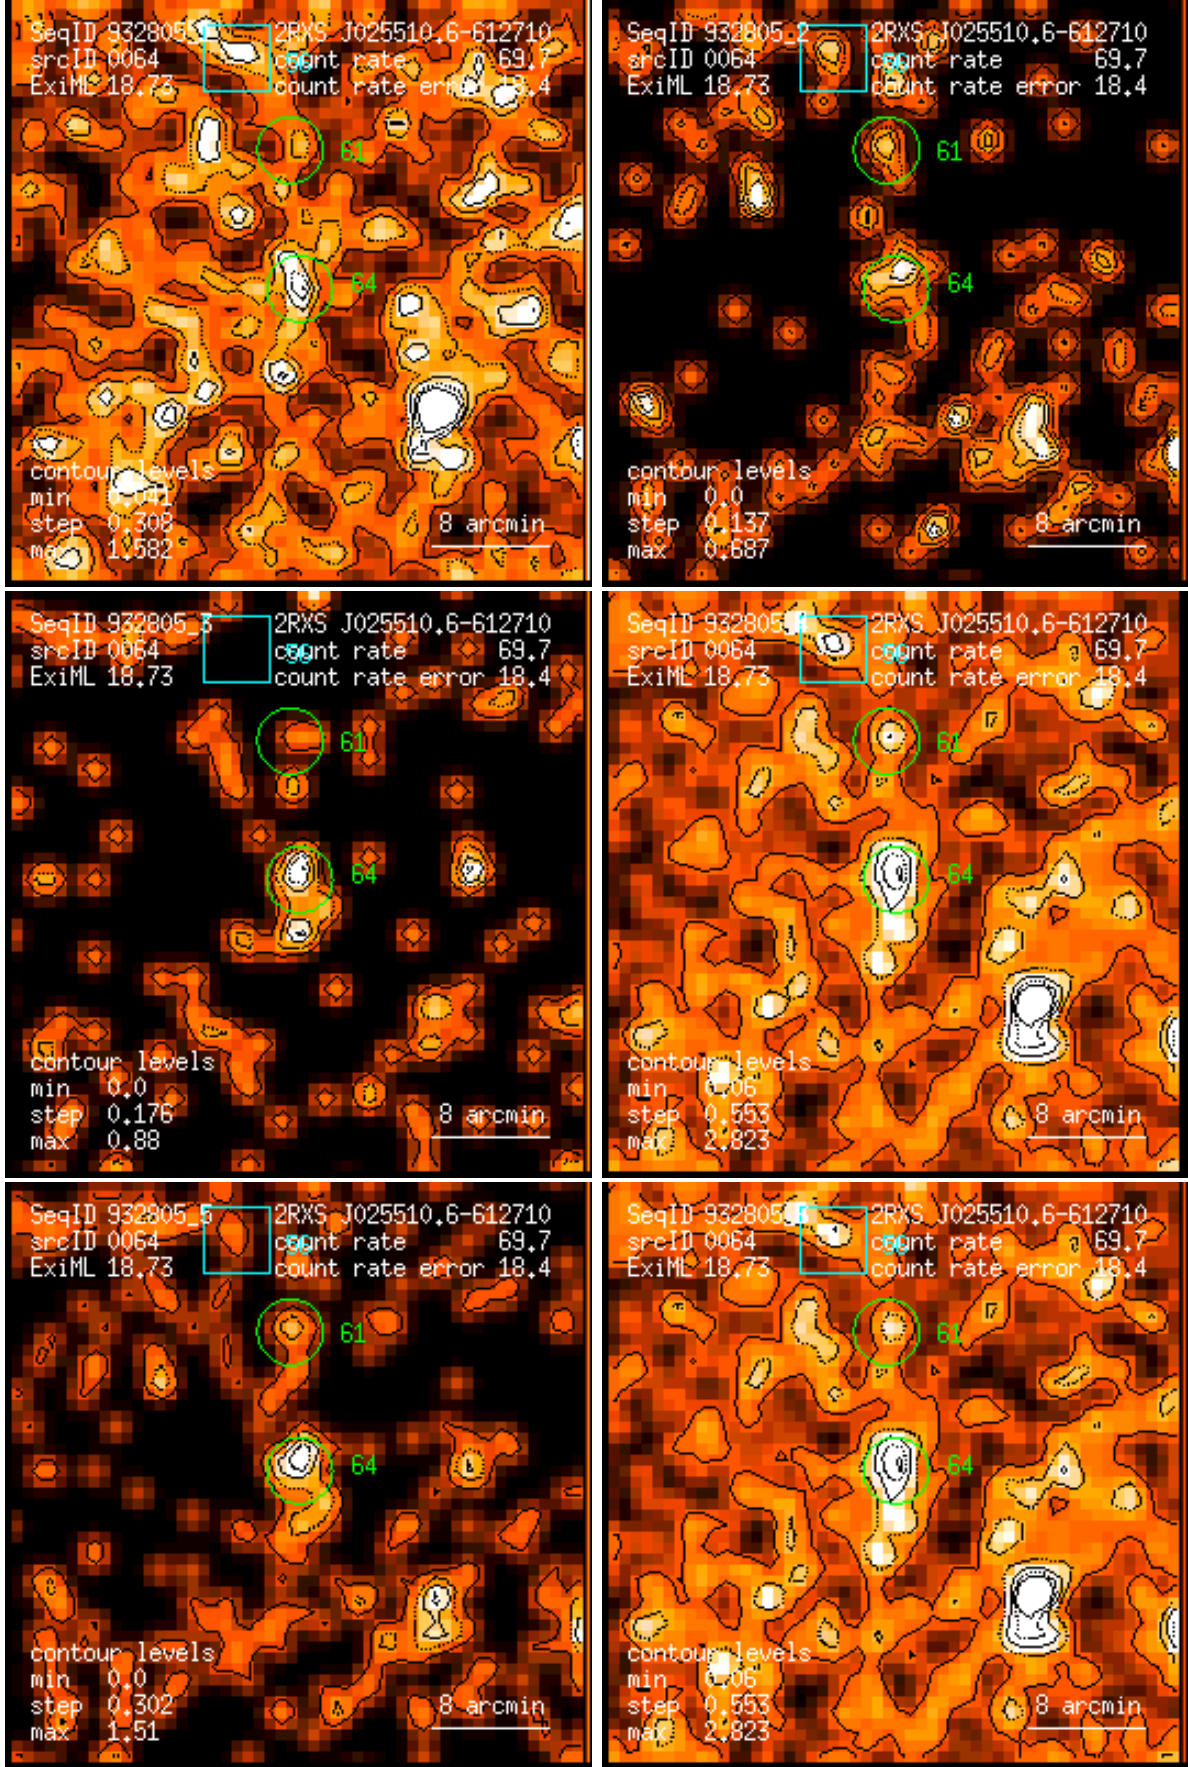 SeqID 932805_ 2RXS J025510.6-612710
srcID 0064 count rate 69.7
ExiML 18.73 count rate error 18.4
61
64
contour levels
min 0.041
step 0.308
max 1.582
8 arcmin
SeqID 932805_2 2RXS J025510.6-612710
srcID 0064 count rate 69.7
ExiML 18.73 count rate error 18.4
61
64
contour levels
min 0.0
step 0.137
max 0.687
8 arcmin
SeqID 932805_3 2RXS J025510.6-612710
srcID 0064 count rate 69.7
ExiML 18.73 count rate error 18.4
61
64
contour levels
min 0.0
step 0.176
max 0.88
8 arcmin
SeqID 932805_ 2RXS J025510.6-612710
srcID 0064 count rate 69.7
ExiML 18.73 count rate error 18.4
61
64
contour levels
min 0.06
step 0.553
max 2.823
8 arcmin
SeqID 932805_5 2RXS J025510.6-612710
srcID 0064 count rate 69.7
ExiML 18.73 count rate error 18.4
61
64
contour levels
min 0.0
step 0.302
max 1.51
8 arcmin
SeqID 932805_ 2RXS J025510.6-612710
srcID 0064 count rate 69.7
ExiML 18.73 count rate error 18.4
61
64
contour levels
min 0.06
step 0.553
max 2.823
8 arcmin